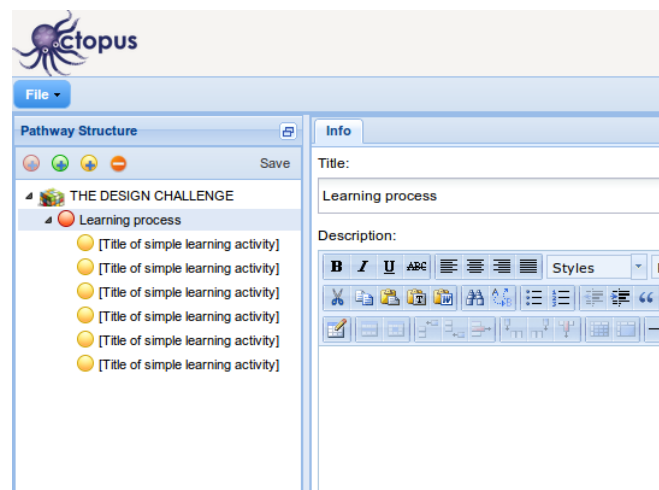 Octopus
File
Pathway Structure
Save
THE DESIGN CHALLENGE
Learning process
[Title of simple learning activity]
[Title of simple learning activity]
[Title of simple learning activity]
[Title of simple learning activity]
[Title of simple learning activity]
[Title of simple learning activity]
Info
Title:
Learning process
Description:
B I U ABC Styles